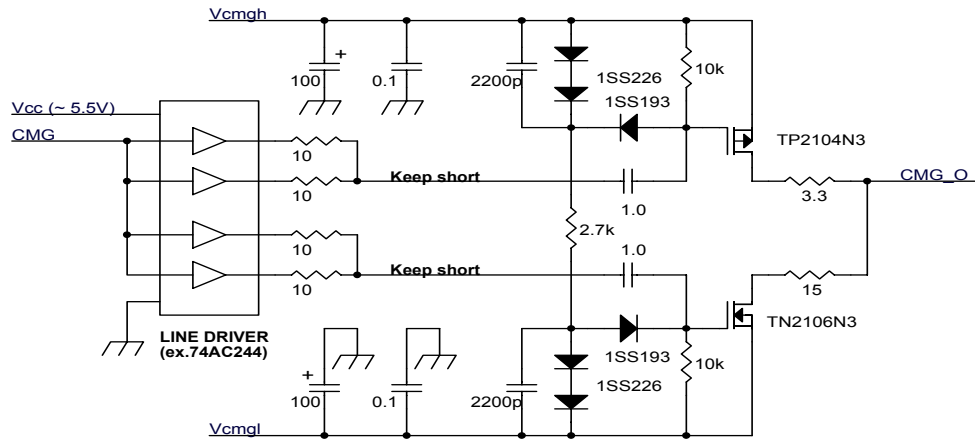 Vcmgh
+
100
0.1
2200p
1SS226
1SS193
10k
Vcc (~ 5.5V)
CMG
10
10
Keep short
TP2104N3
CMG_O
3.3
1.0
2.7k
1.0
10
10
Keep short
15
TN2106N3
LINE DRIVER
(ex.74AC244)
1SS193
1SS226
10k
+
100
0.1
2200p
Vcmgl